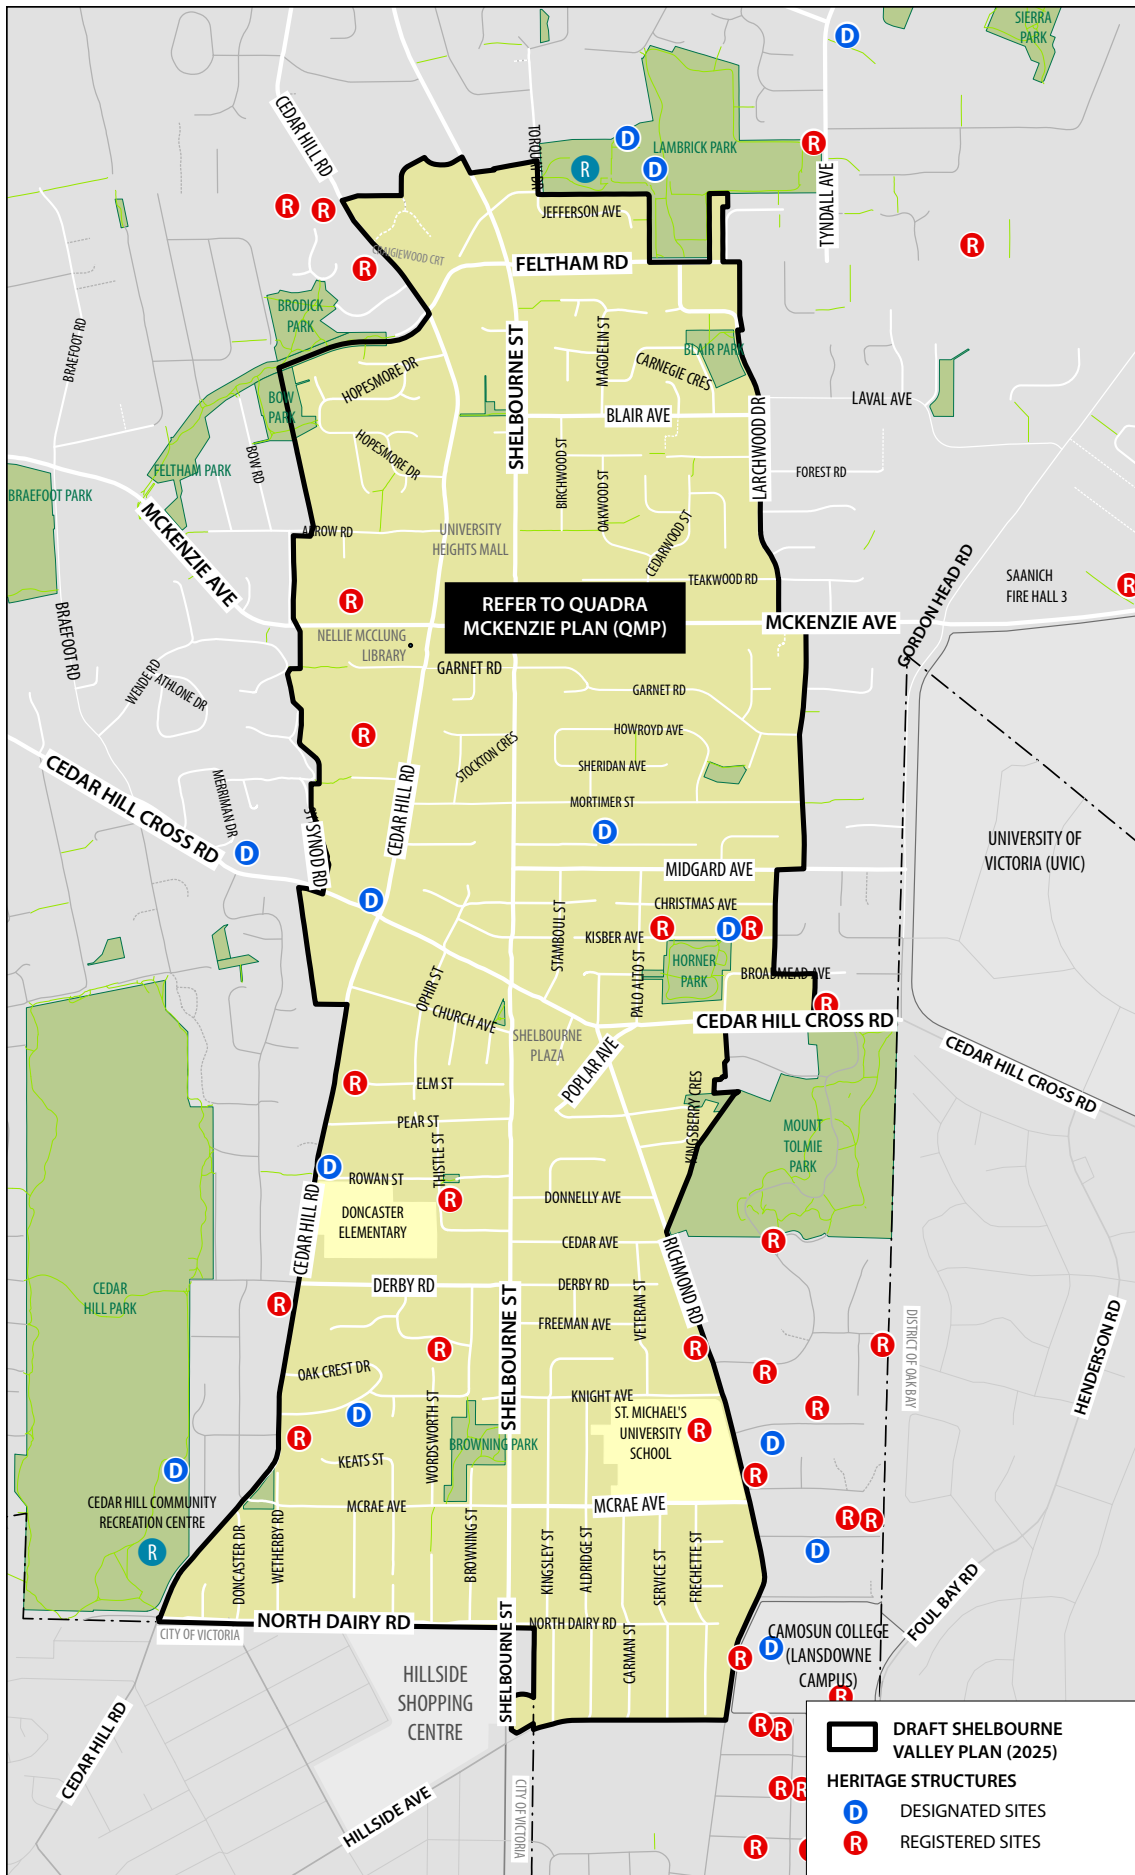 SIERRA
PARK
D
CEDAR HILL RD
TORQUAY DR
D
LAMBRICK PARK
R
R
D
TYNDALL AVE
R
R
JEFFERSON AVE
R
CRAIGIEWOOD CRT
FELTHAM RD
R
BRODICK
PARK
BRAEFOOT RD
SHELBOURNE ST
MAGDELIN ST
BLAIR PARK
CARNEGIE CRES
HOPESMORE DR
BOW
PARK
BLAIR AVE
LARCHWOOD DR
LAVAL AVE
HOPESMORE DR
BOW RD
FELTHAM PARK
BIRCHWOOD ST
OAKWOOD ST
FOREST RD
BRAEFOOT PARK
MCKENZIE AVE
ARROW RD
UNIVERSITY
HEIGHTS MALL
CEDARWOOD ST
TEAKWOOD RD
GORDON HEAD RD
SAANICH
FIRE HALL 3
R
R
REFER TO QUADRA
MCKENZIE PLAN (QMP)
MCKENZIE AVE
BRAEFOOT RD
NELLIE MCCLUNG
LIBRARY
GARNET RD
WENDE RD
ATHLONE DR
GARNET RD
R
HOWROYD AVE
STOCKTON CRES
SHERIDAN AVE
CEDAR HILL CROSS RD
MERRIMAN DR
CEDAR HILL RD
MORTIMER ST
D
ST SYNOD RD
D
UNIVERSITY OF
VICTORIA (UVIC)
MIDGARD AVE
D
CHRISTMAS AVE
STAMBOUL ST
KISBER AVE
R
D
R
PALO ALTO ST
HORNER
PARK
BROADMEAD AVE
OPHIR ST
CHURCH AVE
R
CEDAR HILL CROSS RD
SHELBOURNE
PLAZA
POPLAR AVE
CEDAR HILL CROSS RD
R
ELM ST
KINGSBERRY CRES
PEAR ST
MOUNT
TOLMIE
PARK
THISTLE ST
D
ROWAN ST
R
DONNELLY AVE
DONCASTER
ELEMENTARY
CEDAR HILL RD
CEDAR AVE
RICHMOND RD
R
DERBY RD
DERBY RD
CEDAR
HILL PARK
R
SHELBOURNE ST
VETERAN ST
FREEMAN AVE
DISTRICT OF OAK BAY
HENDERSON RD
R
R
R
OAK CREST DR
R
KNIGHT AVE
D
WORDSWORTH ST
ST. MICHAEL'S
UNIVERSITY
SCHOOL
R
R
R
BROWNING PARK
D
KEATS ST
D
R
CEDAR HILL COMMUNITY
RECREATION CENTRE
R
MCRAE AVE
MCRAE AVE
R
R
D
DONCASTER DR
WETHERBY RD
BROWNING ST
KINGSLEY ST
ALDRIDGE ST
SERVICE ST
FRECHETTE ST
FOUL BAY RD
NORTH DAIRY RD
NORTH DAIRY RD
CITY OF VICTORIA
SHELBOURNE ST
CARMAN ST
R
D
CAMOSUN COLLEGE
(LANSDOWNE
CAMPUS)
HILLSIDE
SHOPPING
CENTRE
R
R
R
CEDAR HILL RD
CITY OF VICTORIA
HILLSIDE AVE
R
R
R
DRAFT SHELBOURNE
VALLEY PLAN (2025)
HERITAGE STRUCTURES
D DESIGNATED SITES
R REGISTERED SITES